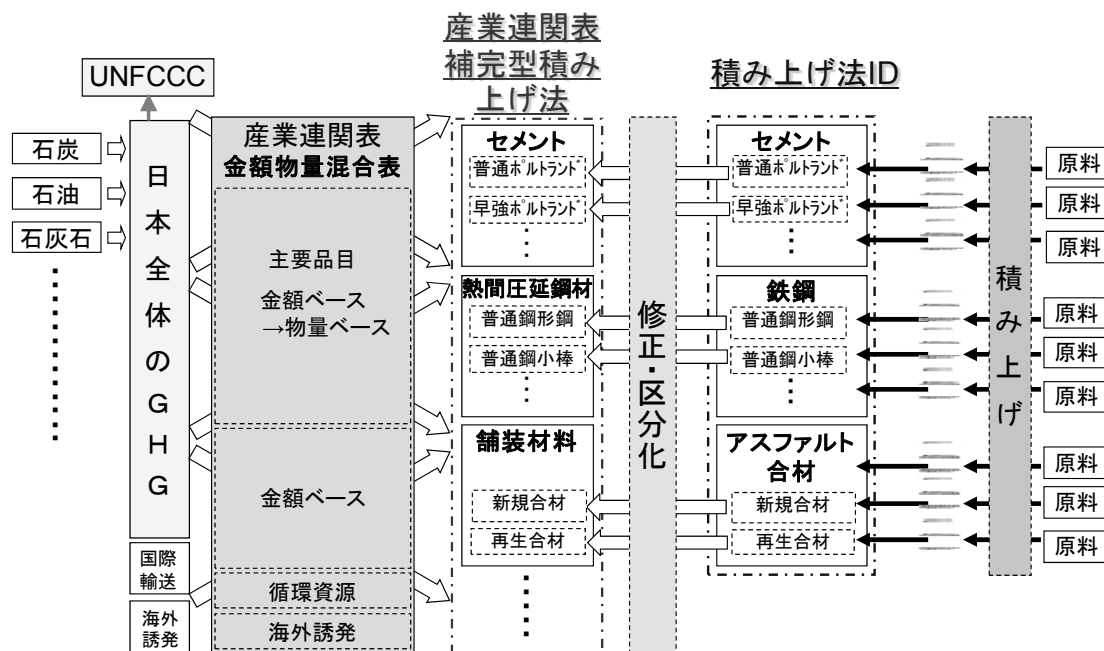 UNFCCC
石炭
石油
石灰石
日本全体のGHG
国際
輸送
海外
誘発
産業連関表
金額物量混合表
主要品目
金額ベース
→物量ベース
金額ベース
循環資源
海外誘発
産業連関表
補完型積み
上げ法
セメント
普通ﾎﾟﾙﾄﾗﾝﾄﾞ
早強ﾎﾟﾙﾄﾗﾝﾄﾞ
熱間圧延鋼材
普通鋼形鋼
普通鋼小棒
舗装材料
新規合材
再生合材
修正・区分化
積み上げ法ID
セメント
普通ﾎﾟﾙﾄﾗﾝﾄﾞ
早強ﾎﾟﾙﾄﾗﾝﾄﾞ
鉄鋼
普通鋼形鋼
普通鋼小棒
アスファルト
合材
新規合材
再生合材
積み上げ
原料
原料
原料
原料
原料
原料
原料
原料
原料